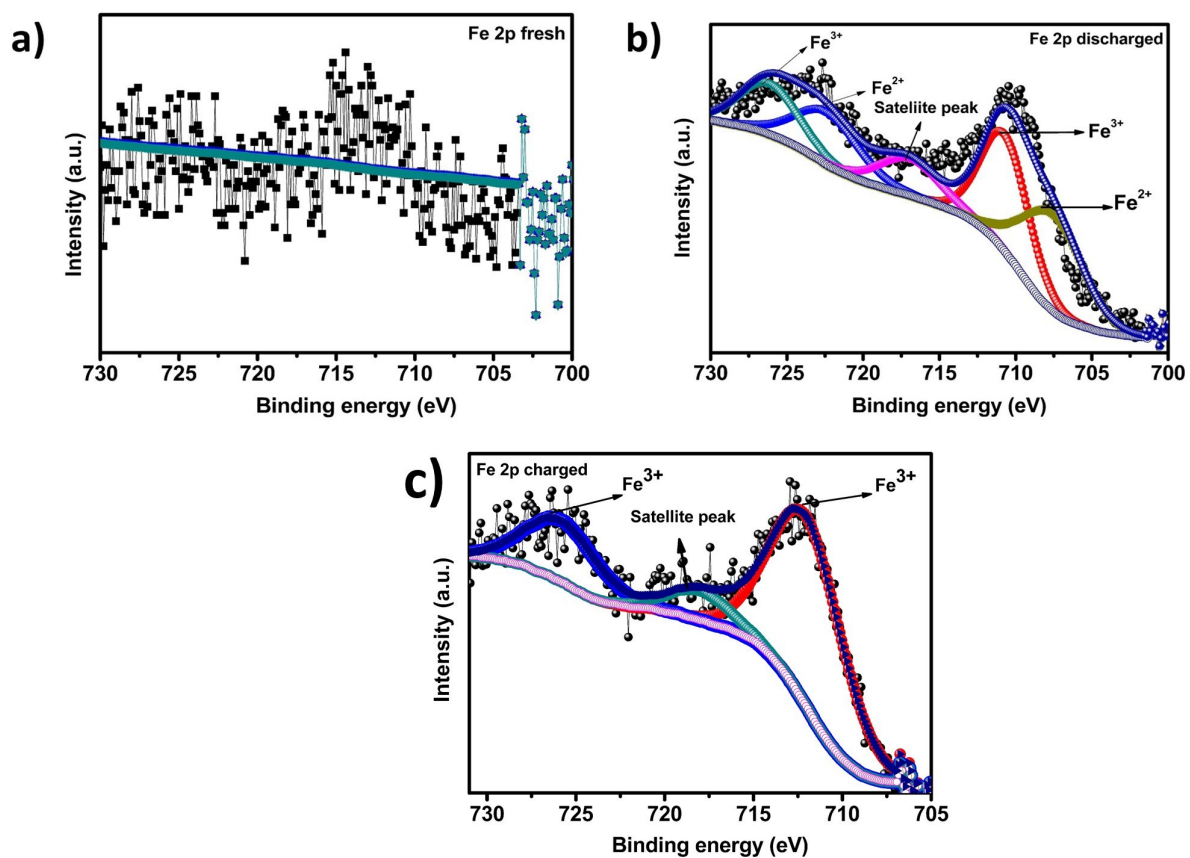 a)
Fe 2p fresh
Intensity (a.u.)
730 725 720 715 710 705 700
Binding energy (eV)
b)
Fe 2p discharged
Fe3+
Fe2+
Sateliite peak
Fe3+
Fe2+
Intensity (a.u.)
730 725 720 715 710 705 700
Binding energy (eV)
c)
Fe 2p charged
Fe3+
Fe3+
Satellite peak
Intensity (a.u.)
730 725 720 715 710 705
Binding energy (eV)